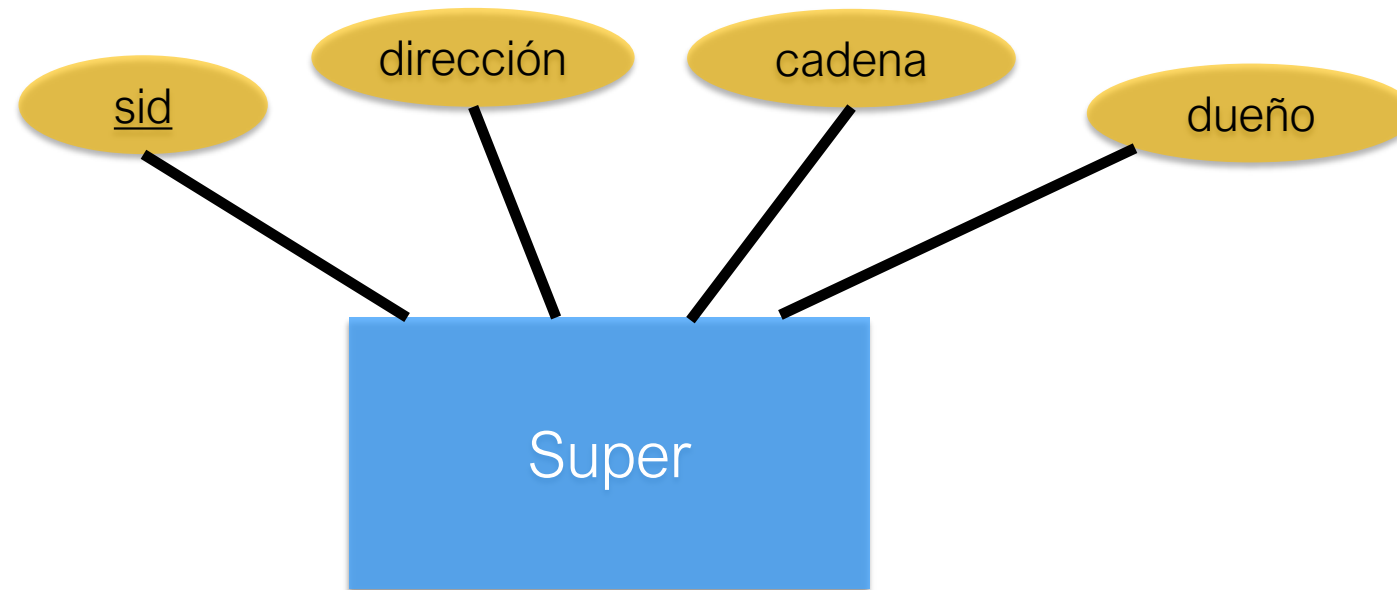 sid
dirección
cadena
dueño
Super